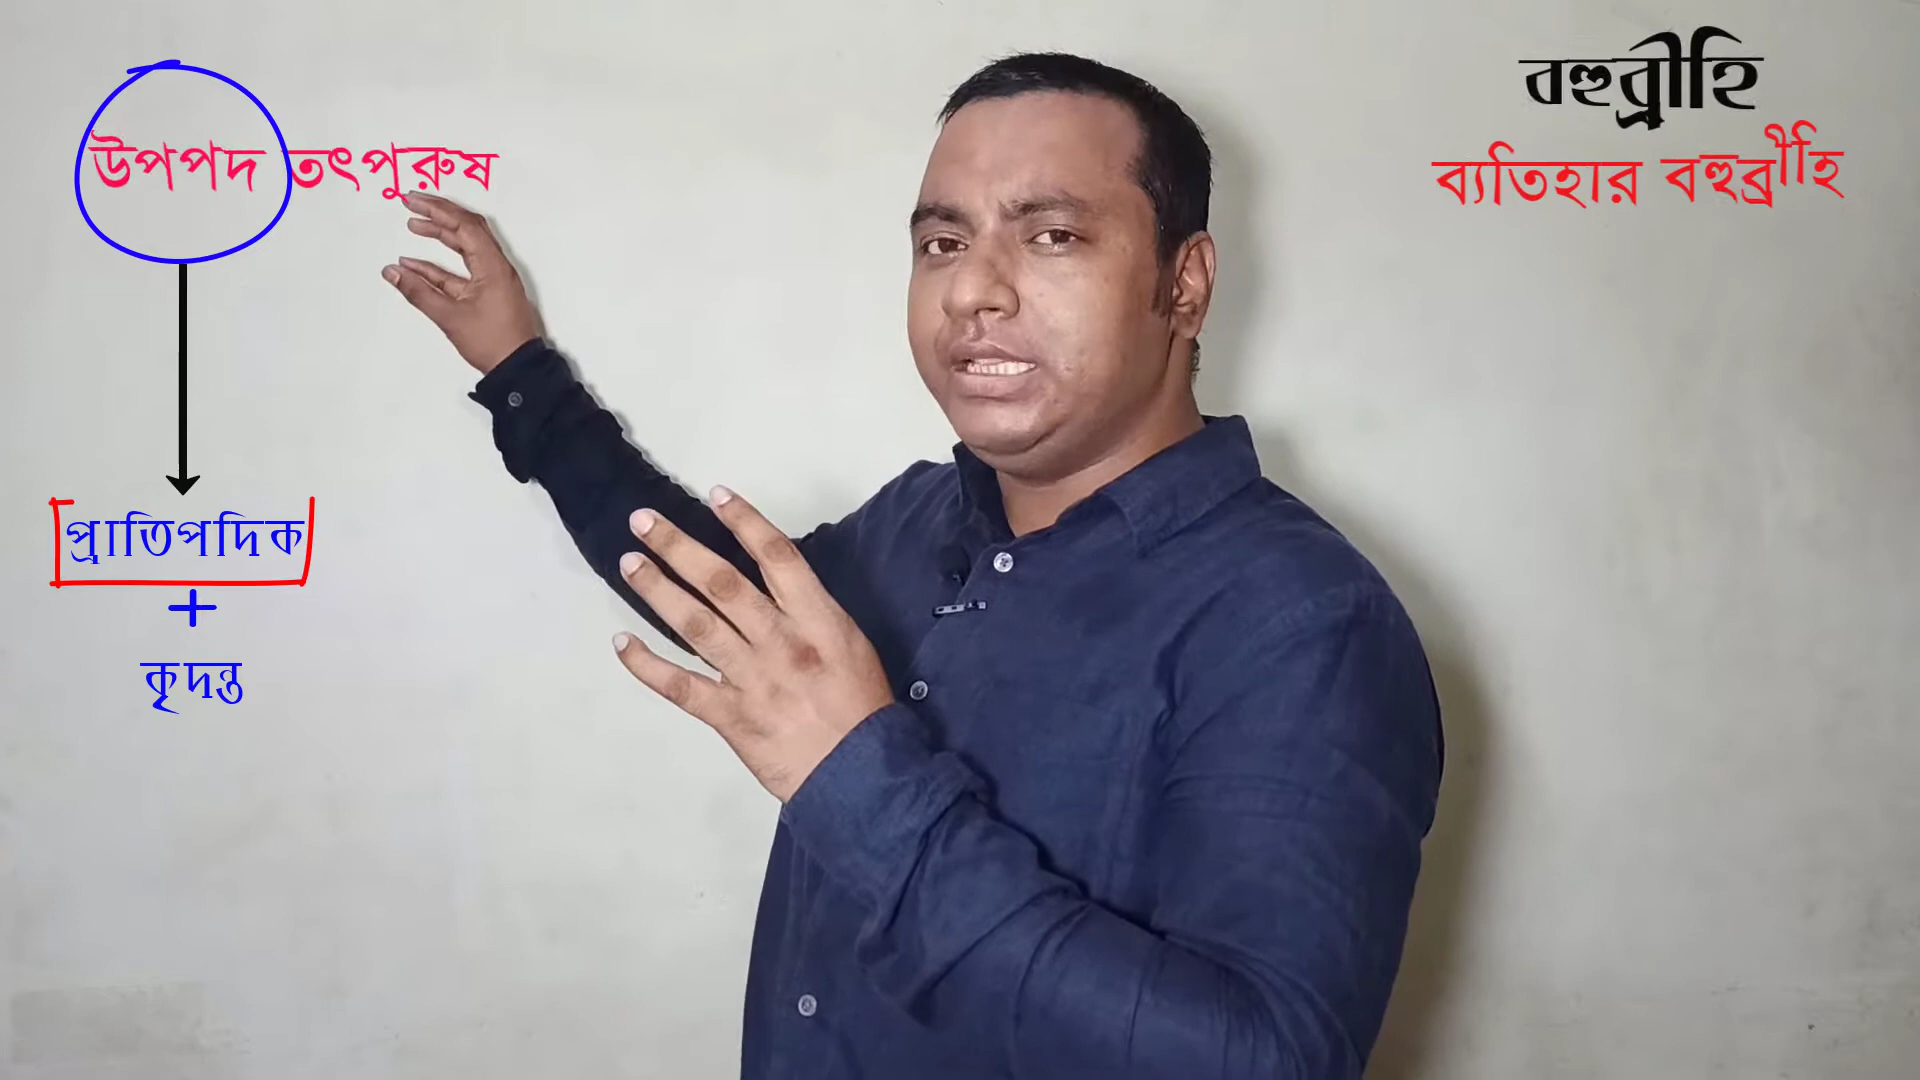 উপপদ তৎপুরুষ
প্রাতিপদিক
+
কৃদন্ত
বহুব্রীহি
ব্যতিহার বহুব্রীহি